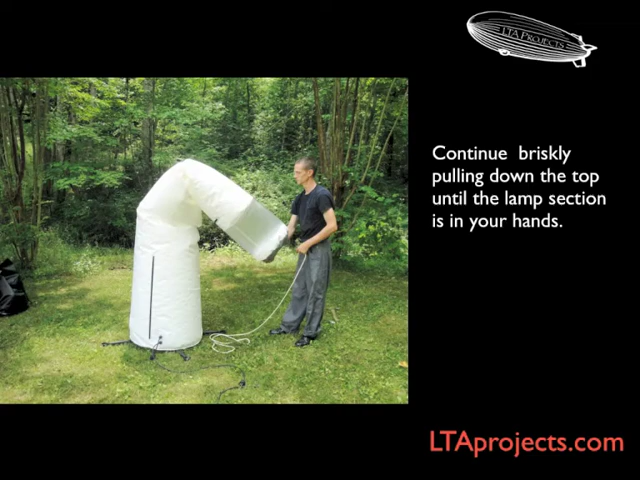 LTA PROJECTS
Continue briskly
pulling down the top
until the lamp section
is in your hands.
LTAprojects.com